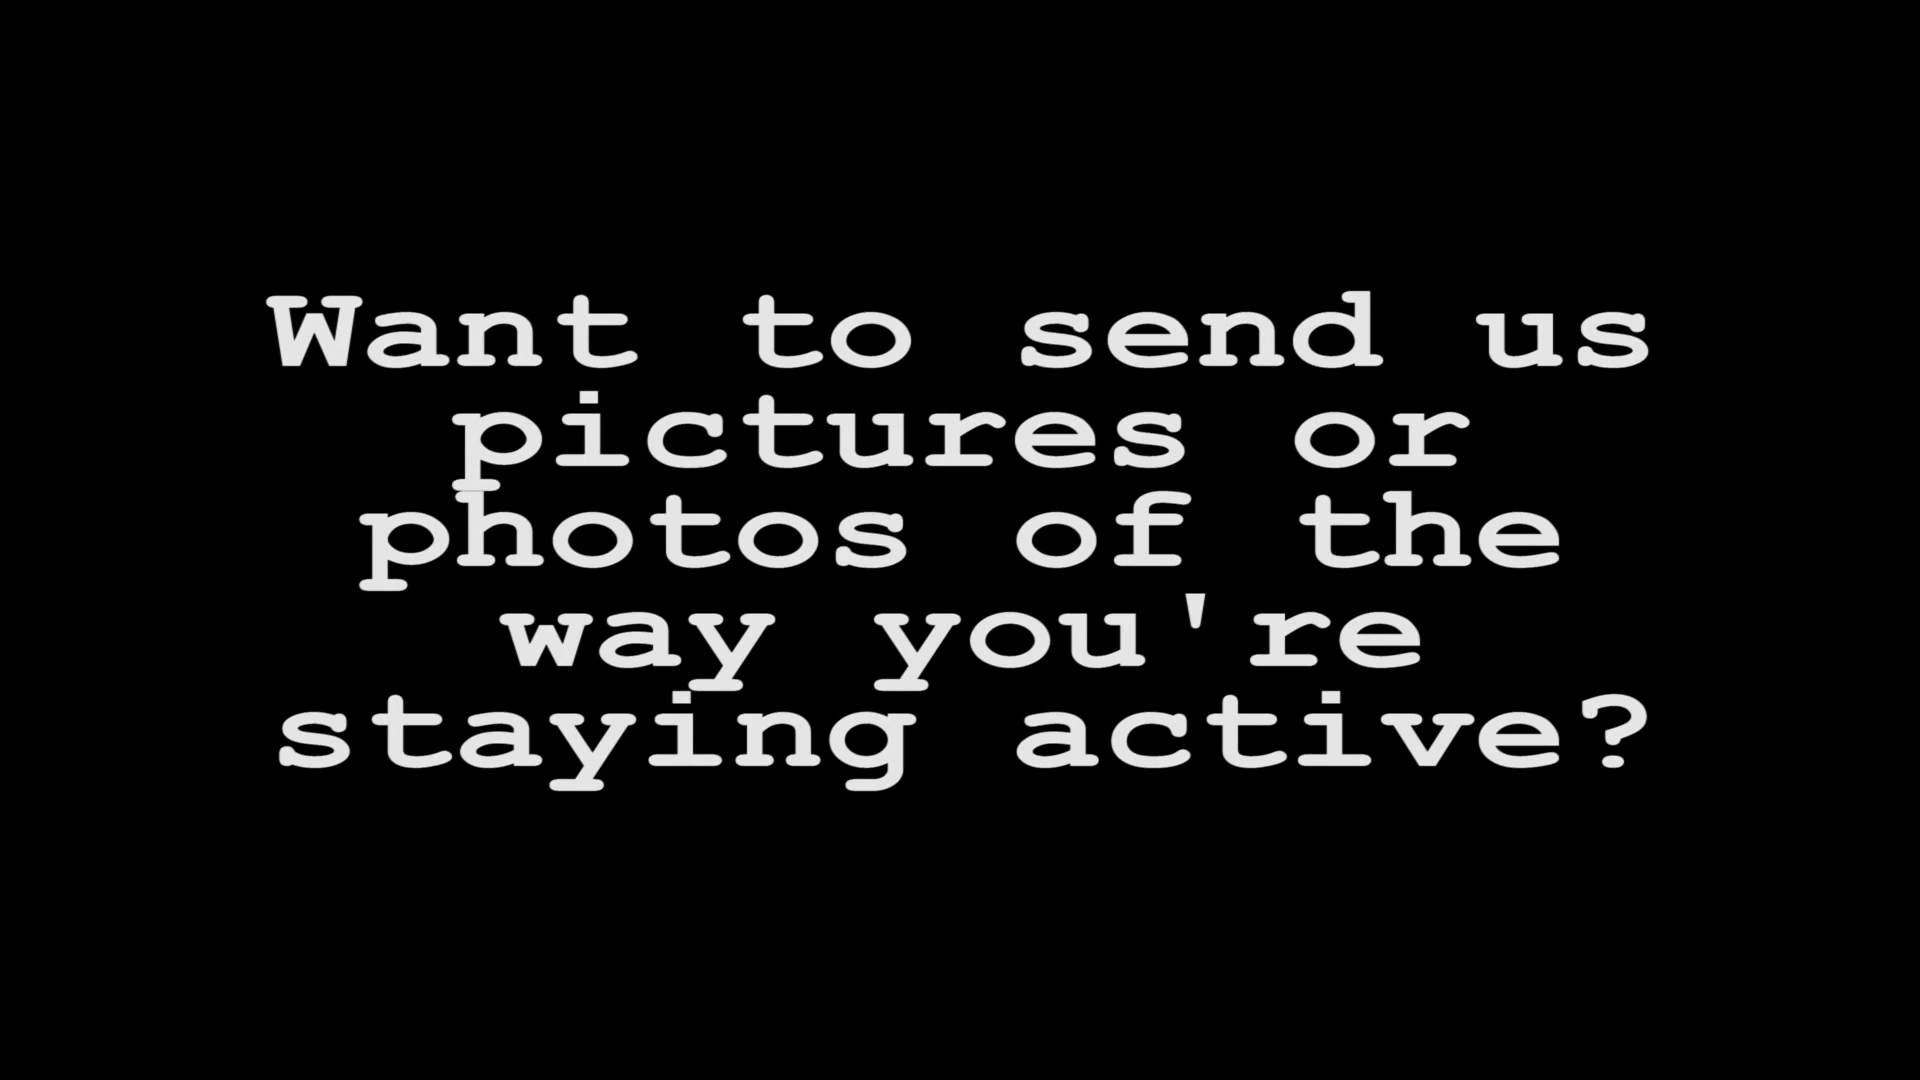 Want to send us
pictures or
photos of the
way you're
staying active?